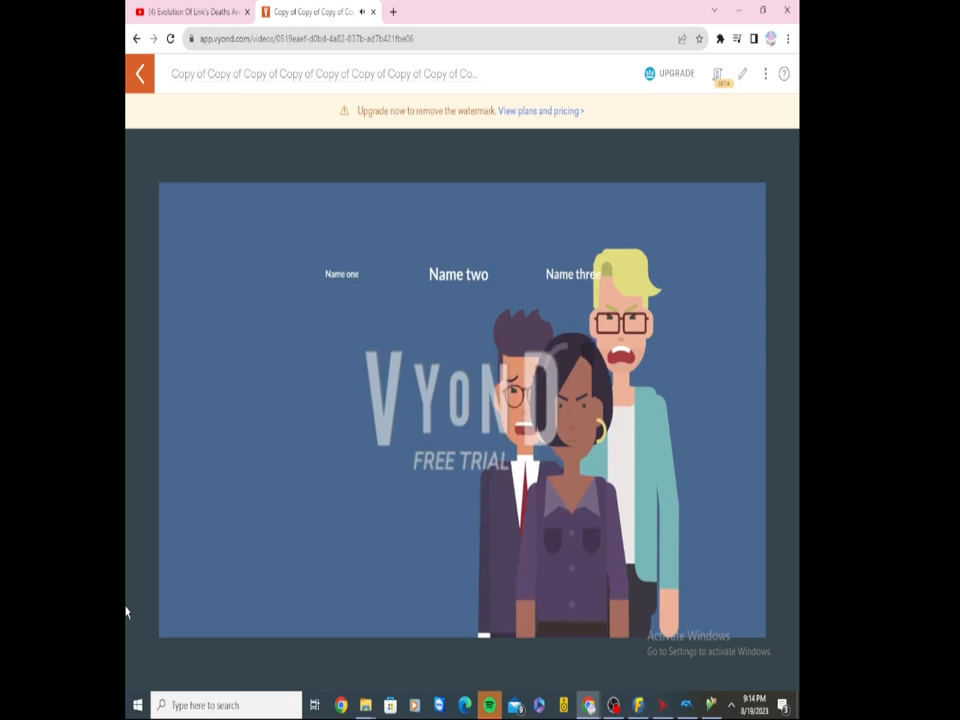 (4) Evolution Of Link's Deaths An
Copy of Copy of Copy of Co
app.vyond.com/videos/0519eaef-d0bd-4a82-837b-ad7b421fbe06
Copy of Copy of Copy of Copy of Copy of Copy of Copy of Copy of Co...
UPGRADE
BETA
Upgrade now to remove the watermark. View plans and pricing >
Name one Name two Name three
VYOND
FREE TRIAL
Activate Windows
Go to Settings to activate Windows.
Type here to search
9:14 PM
8/19/2023